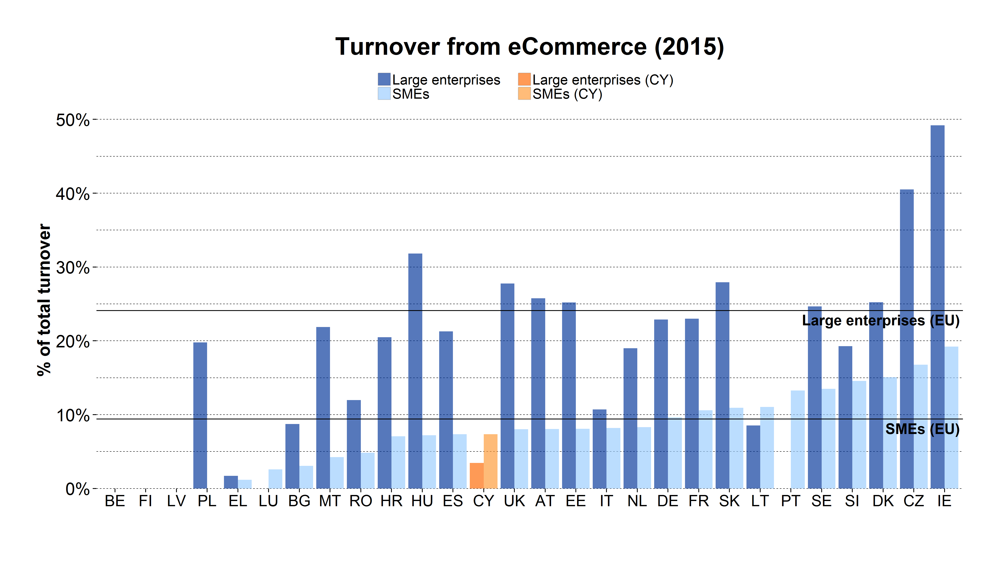 Turnover from eCommerce (2015)
Large enterprises
Large enterprises (CY)
SMEs
SMEs (CY)
% of total turnover
50%
40%
30%
20%
10%
0%
Large enterprises (EU)
SMEs (EU)
BE FI LV PL EL LU BG MT RO HR HU ES CY UK AT EE IT NL DE FR SK LT PT SE SI DK CZ IE